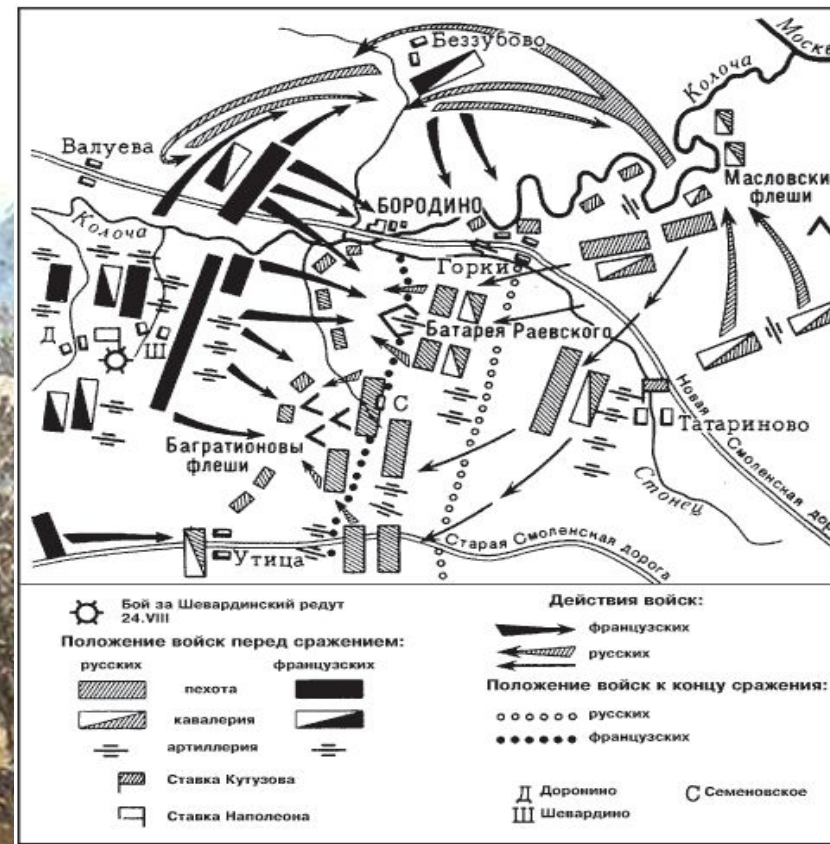 Беззубово
Москв
Колоча
Валуева
Масловски
флеши
БОРОДИНО
Колоча
Горки
Батарея Раевского
Д
Ш
С
Татариново
Багратионовы
флеши
Новая Смоленская доро
Стонец
Старая Смоленская дорога
Утица
Бой за Шевардинский редут
24.VIII
Положение войск перед сражением:
русских французских
пехота
кавалерия
артиллерия
Ставка Кутузова
Ставка Наполеона
Действия войск:
французских
русских
Положение войск к концу сражения:
русских
французских
Д Доронино С Семеновское
Ш Шевардино